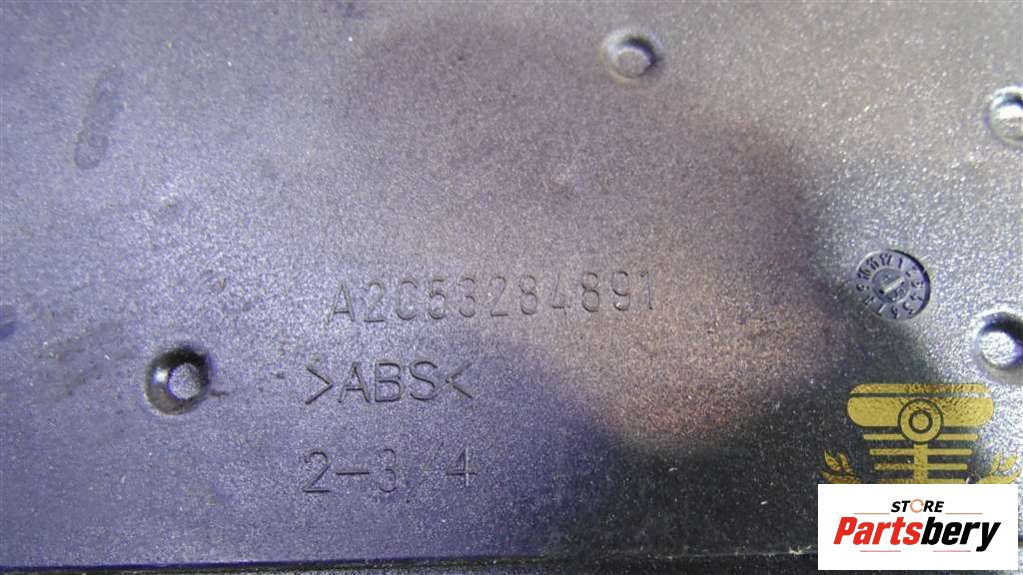 A2C53284891
>ABS<
2-3/4
STORE
Partsbery